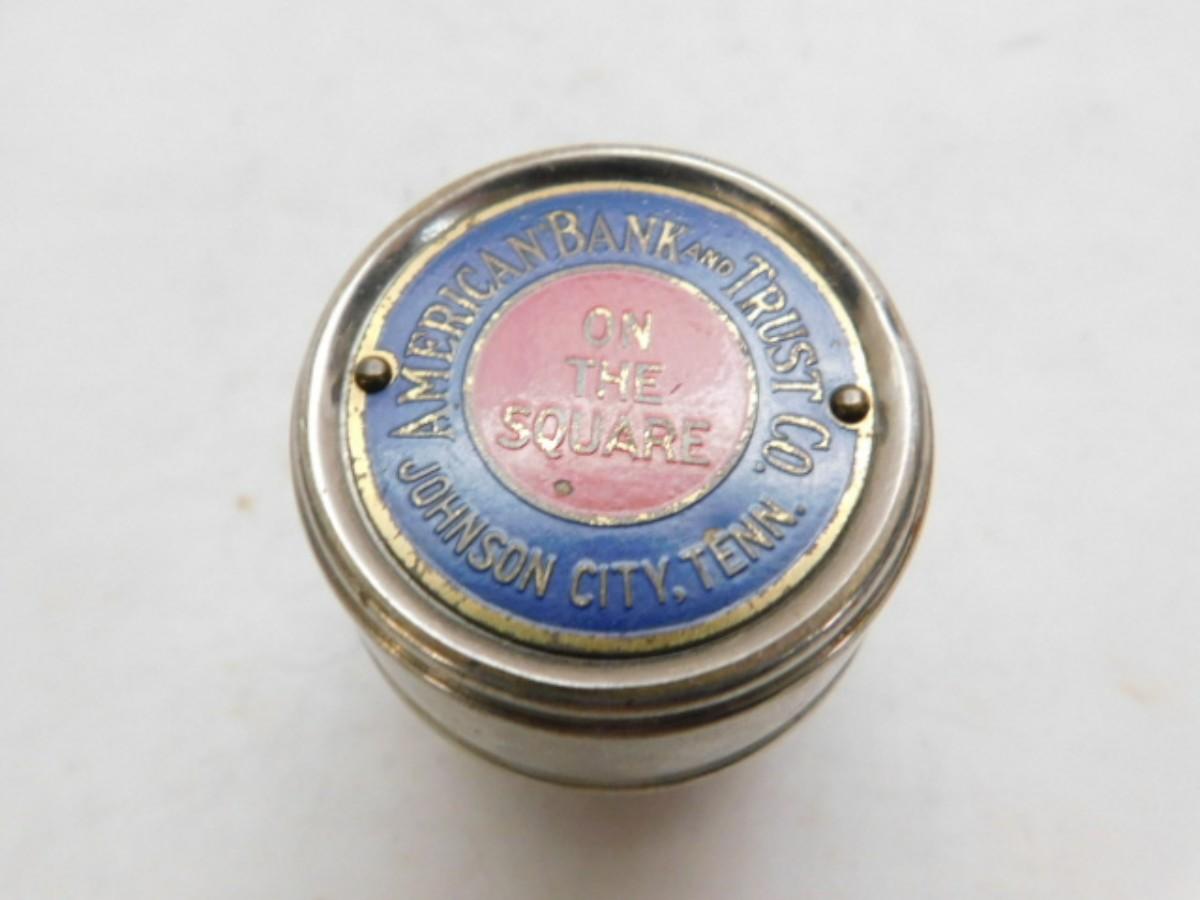 AMERICAN BANK AND TRUST CO.
ON
THE
SQUARE
JOHNSON CITY, TENN.